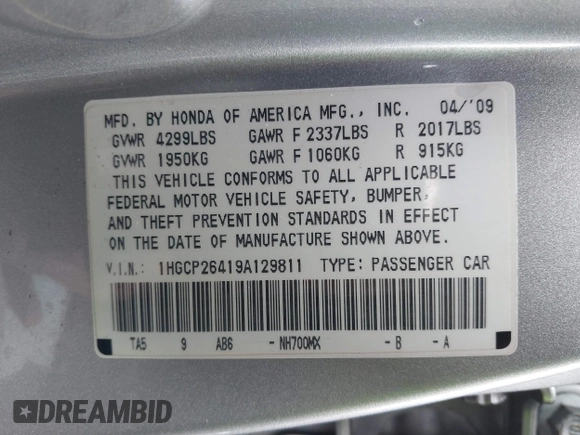 MFD. BY HONDA OF AMERICA MFG., INC. 04/'09
GVWR 4299LBS GAWR F 2337LBS R 2017LBS
GVWR 1950KG GAWR F 1060KG R 915KG
THIS VEHICLE CONFORMS TO ALL APPLICABLE
FEDERAL MOTOR VEHICLE SAFETY, BUMPER,
AND THEFT PREVENTION STANDARDS IN EFFECT
ON THE DATE OF MANUFACTURE SHOWN ABOVE.
V.I.N.: 1HGCP26419A129811 TYPE: PASSENGER CAR
TA5 9 AB6 - NH700MX - B - A
DREAMBID